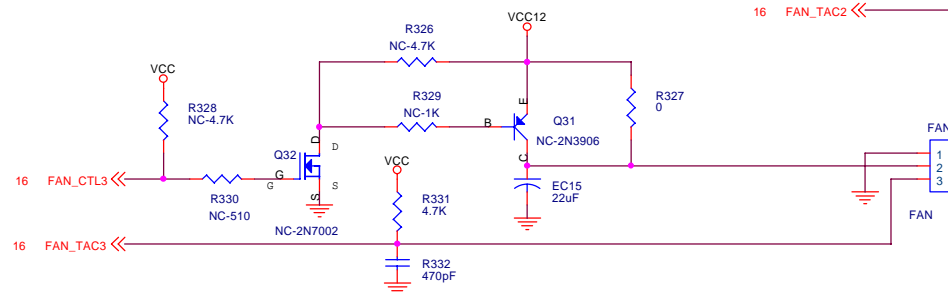 16 FAN_TAC2
VCC12
R326
NC-4.7K
VCC
R328
NC-4.7K
R329
NC-1K
R327
0
E
B
Q31
NC-2N3906
C
FAN
D
D
Q32
G
G
S
S
16 FAN_CTL3
R330
NC-510
NC-2N7002
VCC
R331
4.7K
EC15
22uF
1
2
3
FAN
16 FAN_TAC3
R332
470pF